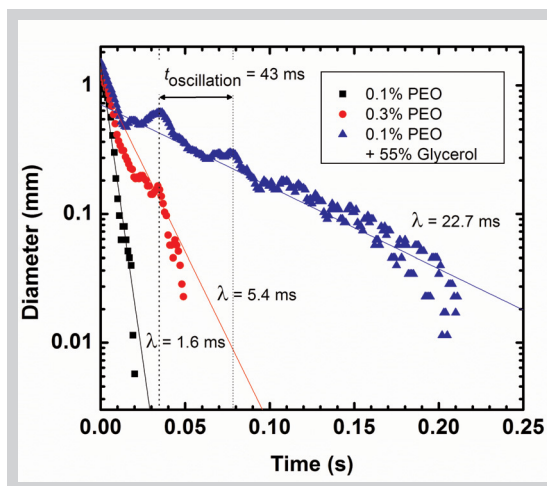 t oscillation = 43 ms
0.1% PEO
0.3% PEO
0.1% PEO
+ 55% Glycerol
1
0.1
0.01
Diameter (mm)
λ = 22.7 ms
λ = 5.4 ms
λ = 1.6 ms
0.00 0.05 0.10 0.15 0.20 0.25
Time (s)